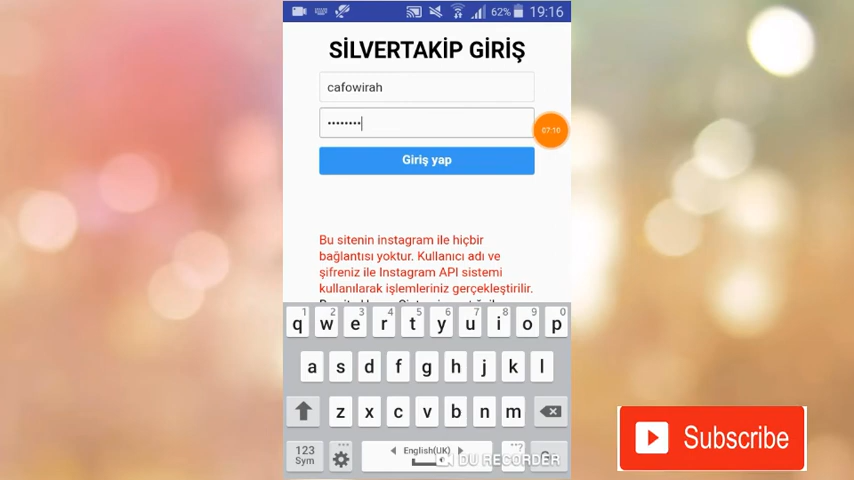 62% 19:16
SİLVERTAKİP GİRİŞ
cafowirah
••••••••
07:10
Giriş yap
Bu sitenin instagram ile hiçbir
bağlantısı yoktur. Kullanıcı adı ve
şifreniz ile Instagram API sistemi
kullanılarak işlemleriniz gerçekleştirilir.
1 2 3 4 5 6 7 8 9 0
q w e r t y u i o p
a s d f g h j k l
z x c v b n m
123
Sym
English(UK)
DU RECORDER
Subscribe